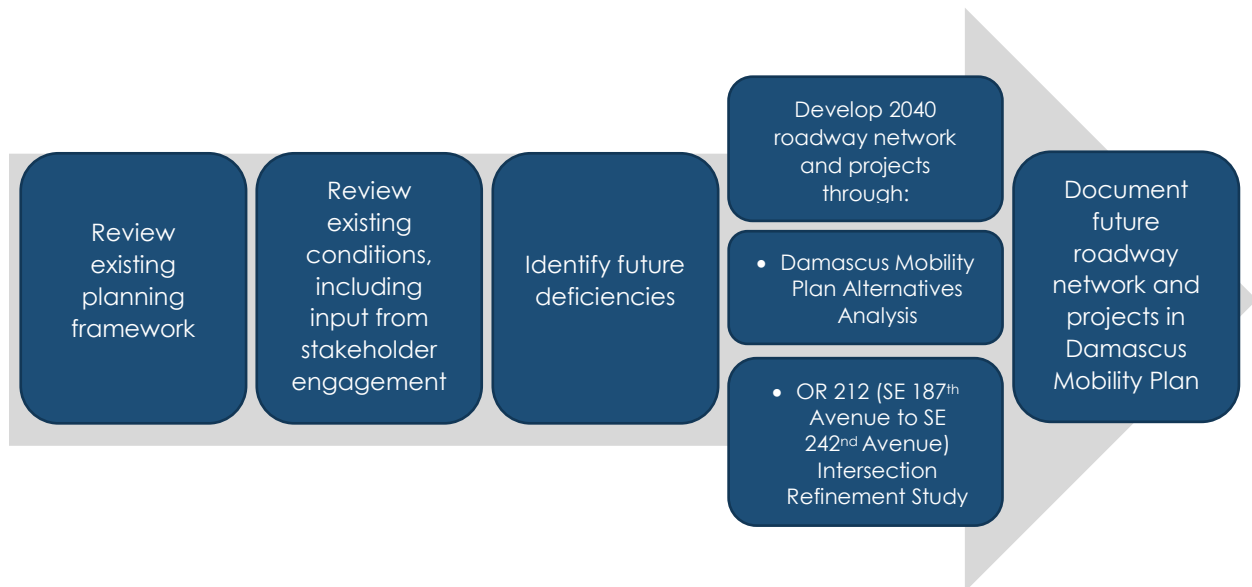 Review
existing
planning
framework
Review
existing
conditions,
including
input from
stakeholder
engagement
Identify future
deficiencies
Develop 2040
roadway network
and projects
through:
• Damascus Mobility
Plan Alternatives
Analysis
• OR 212 (SE 187th
Avenue to SE
242nd Avenue)
Intersection
Refinement Study
Document
future
roadway
network and
projects in
Damascus
Mobility Plan